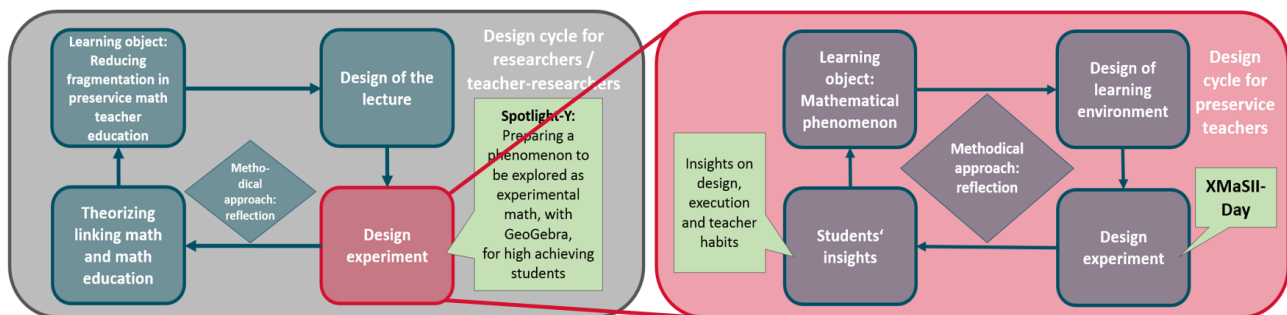 Learning object:
Reducing
fragmentation in
preservice math
teacher
education
Design of the
lecture
Design cycle for
researchers /
teacher-researchers
Spotlight-Y:
Preparing a
phenomenon to
be explored as
experimental
math, with
GeoGebra,
for high achieving
students
Metho-
dical
approach:
reflection
Theorizing
linking math
and math
education
Design
experiment
Learning
object:
Mathematical
phenomenon
Design of
learning
environment
Design
cycle for
preservice
teachers
Methodical
approach:
reflection
Insights on
design,
execution
and teacher
habits
Students‘
insights
Design
experiment
XMaSII-
Day